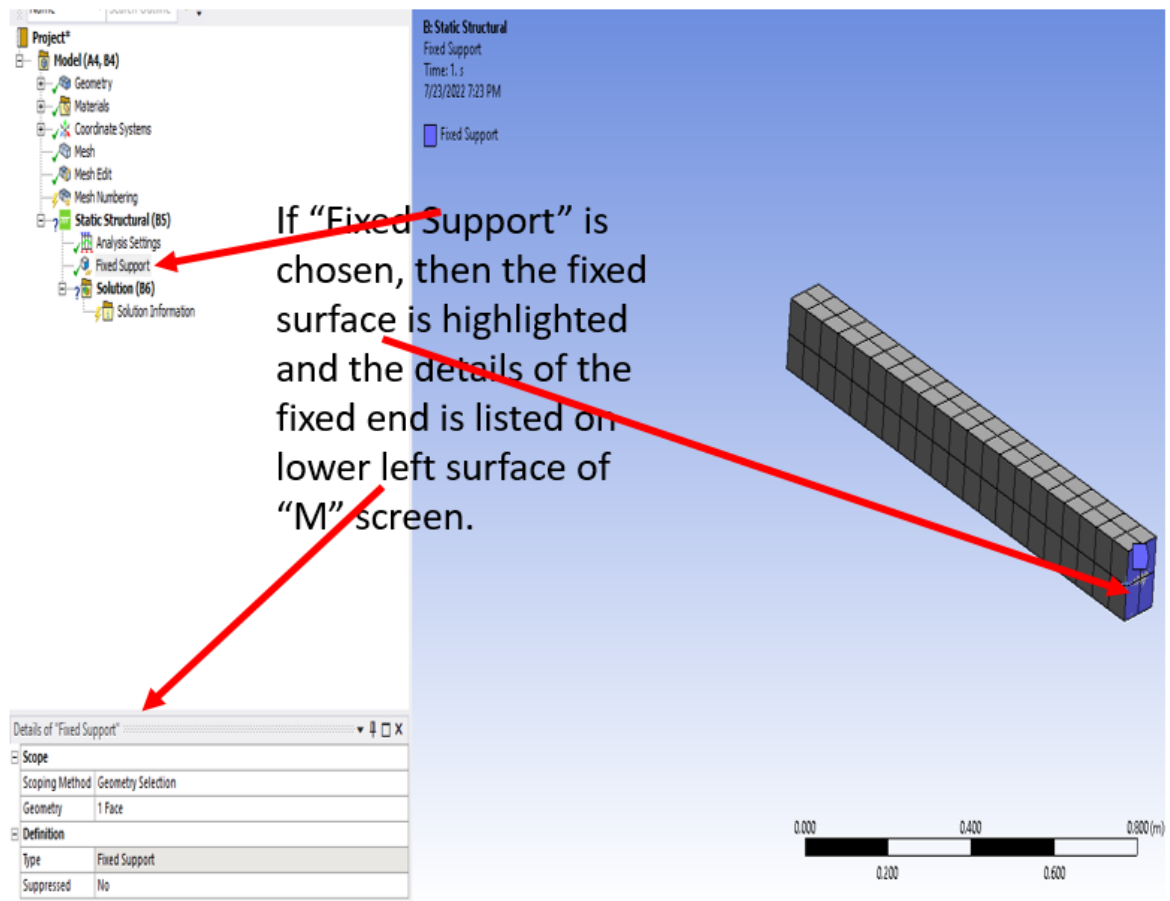 Name
Search Outline
Project*
Model (A4, B4)
Geometry
Materials
Coordinate Systems
Mesh
Mesh Edit
Mesh Numbering
Static Structural (B5)
Analysis Settings
Fixed Support
Solution (B6)
Solution Information
B: Static Structural
Fixed Support
Time: 1. s
7/23/2022 7:23 PM
Fixed Support
If “Fixed Support” is
chosen, then the fixed
surface is highlighted
and the details of the
fixed end is listed on
lower left surface of
“M” screen.
Details of "Fixed Support"
Scope
Scoping Method Geometry Selection
Geometry 1 Face
Definition
Type Fixed Support
Suppressed No
0.000 0.400 0.800 (m)
0.200 0.600